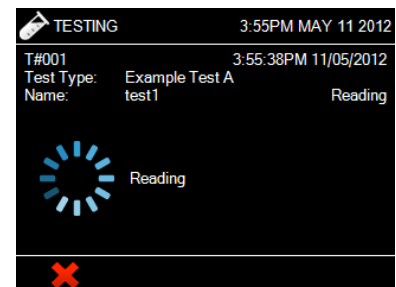 TESTING 3:55PM MAY 11 2012
T#001 3:55:38PM 11/05/2012
Test Type: Example Test A
Name: test1 Reading
Reading